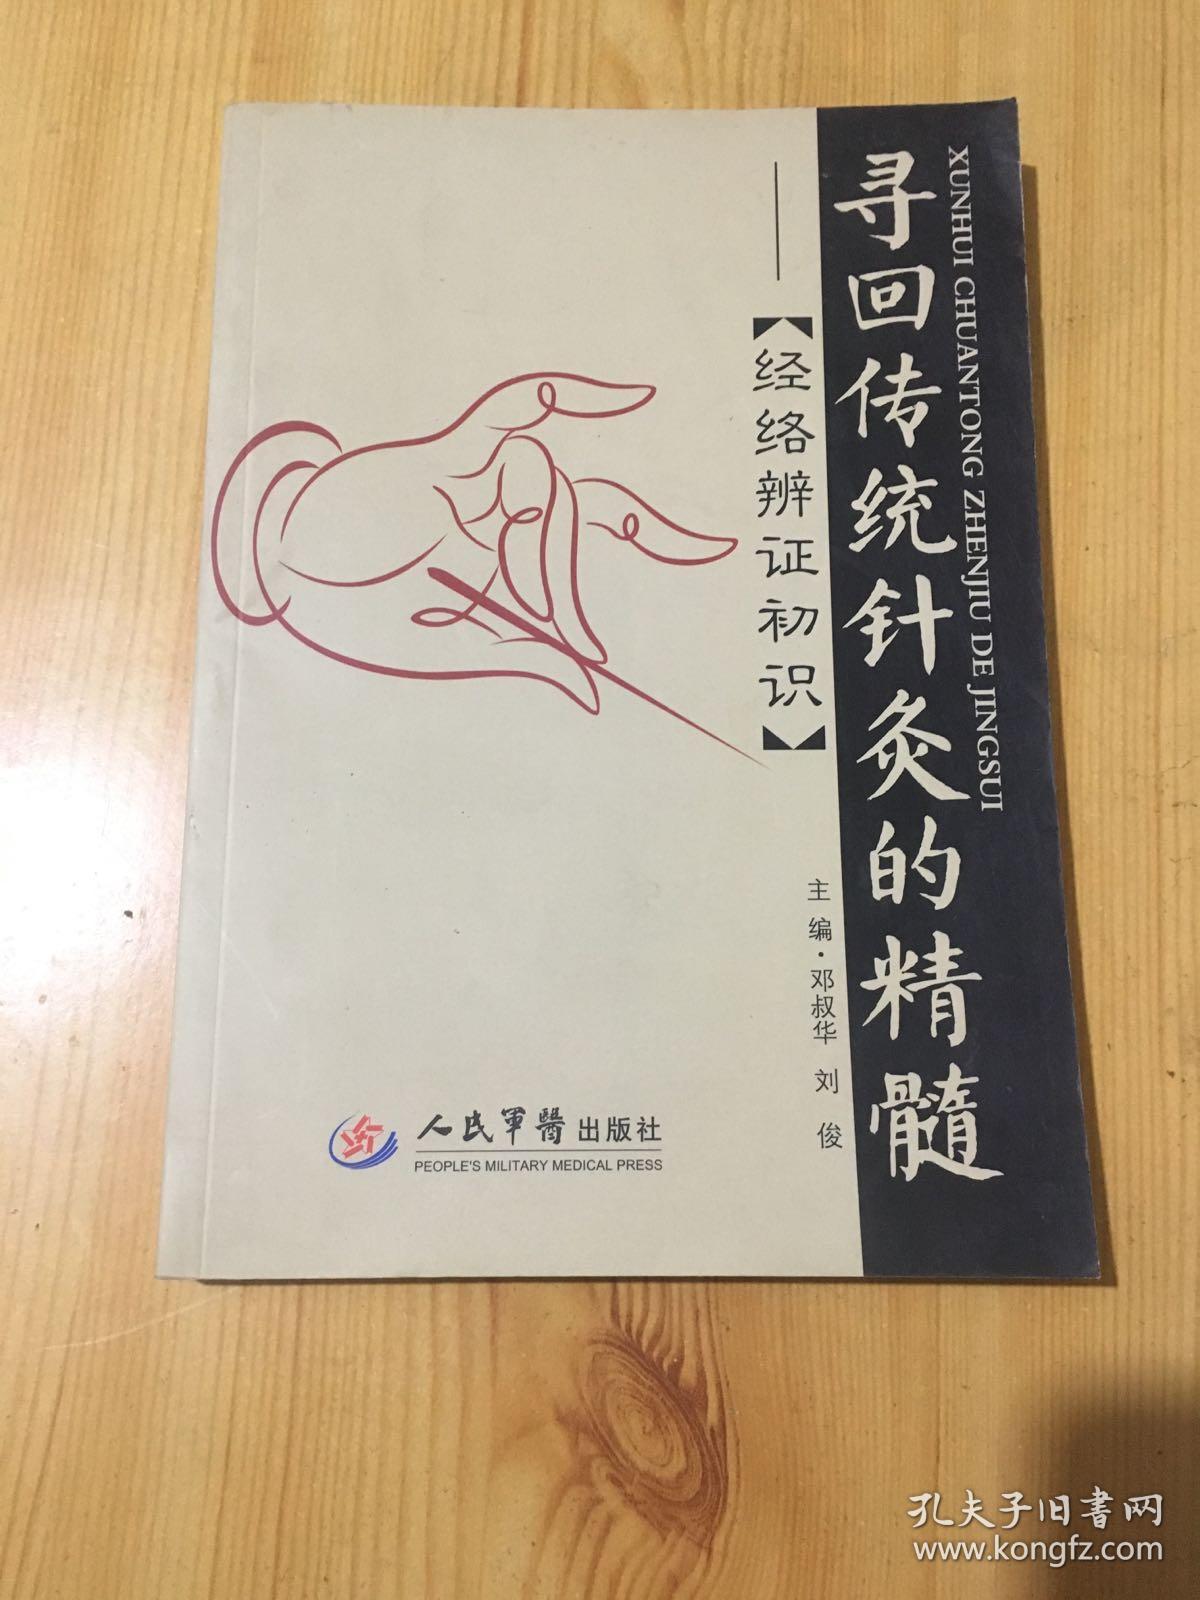 寻回传统针灸的精髓
XUNHUI CHUANTONG ZHENJIU DE JINGSUI
——【经络辨证初识】
主编·邓叔华 刘俊
人民军醫出版社
PEOPLE'S MILITARY MEDICAL PRESS
孔夫子旧书网
www.kongfz.com